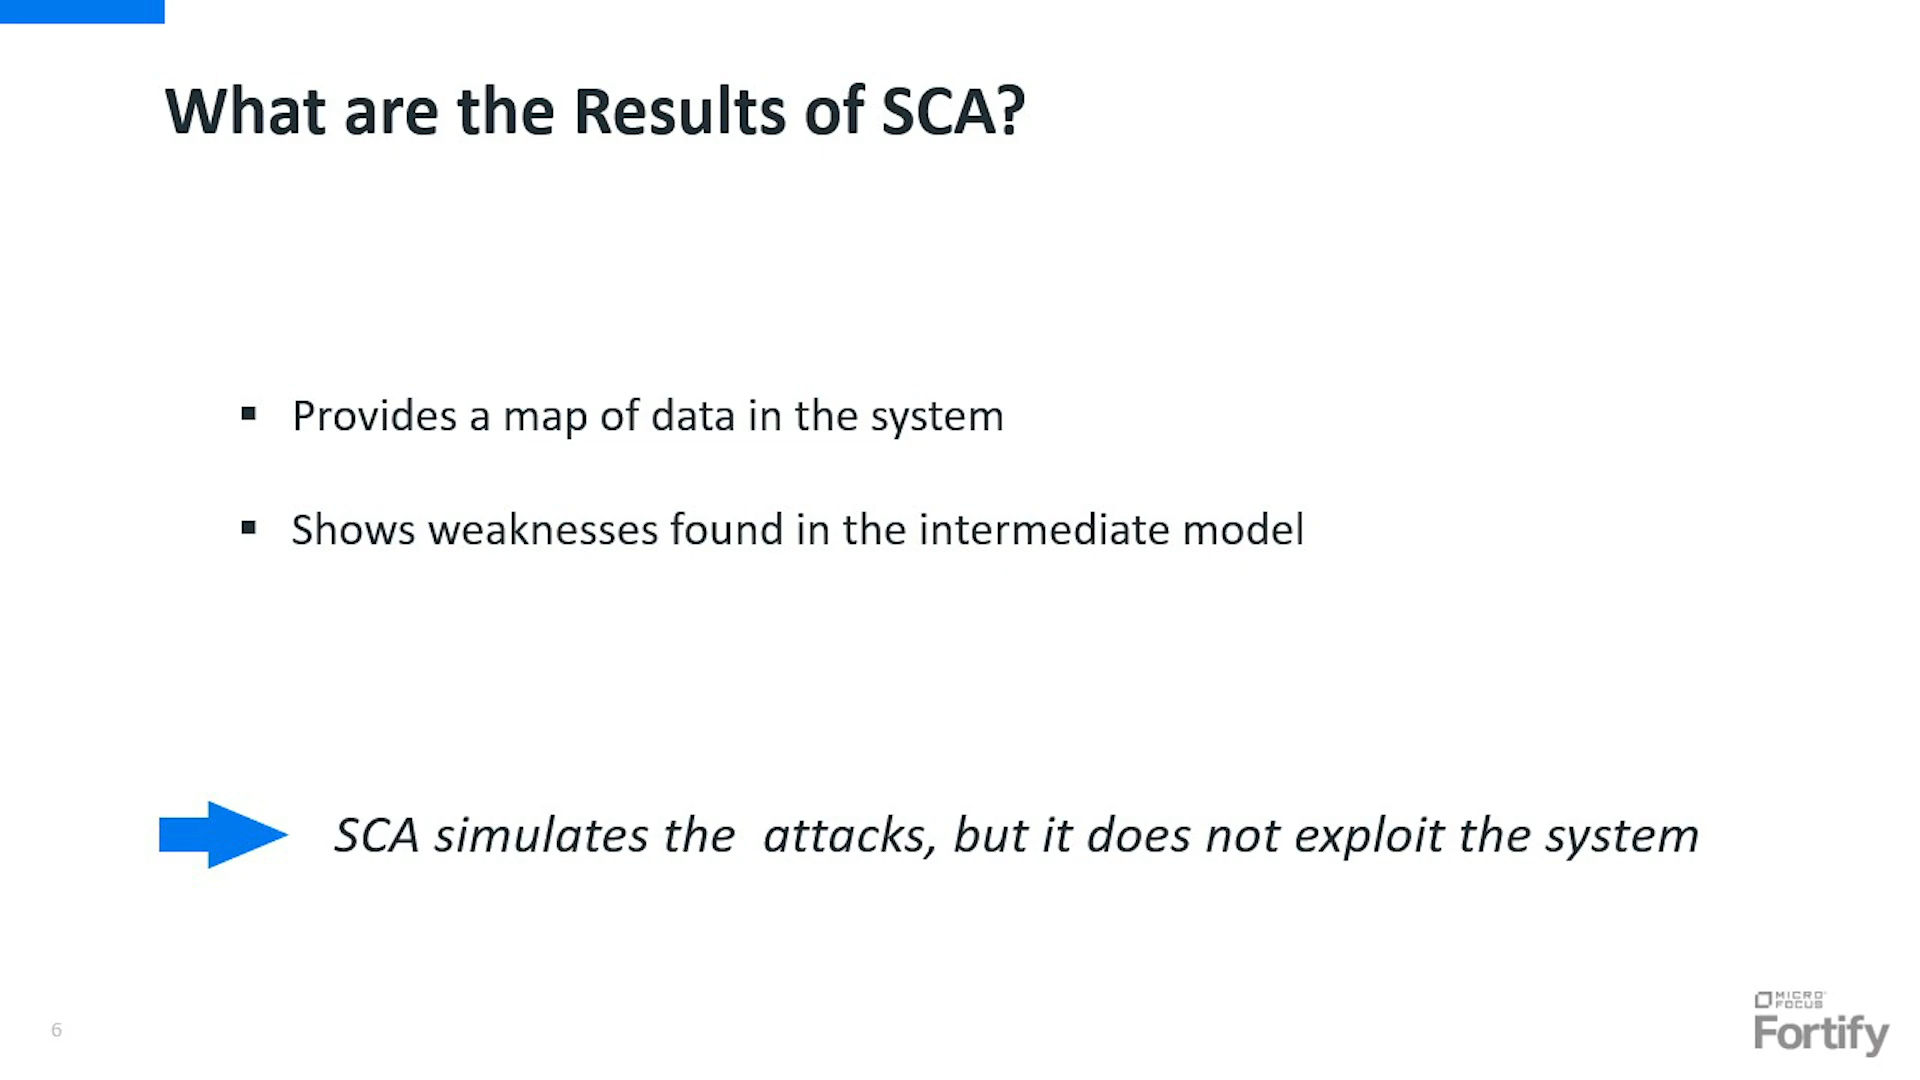 What are the Results of SCA?
▪ Provides a map of data in the system
▪ Shows weaknesses found in the intermediate model
SCA simulates the  attacks, but it does not exploit the system
6
MICRO
FOCUS
Fortify